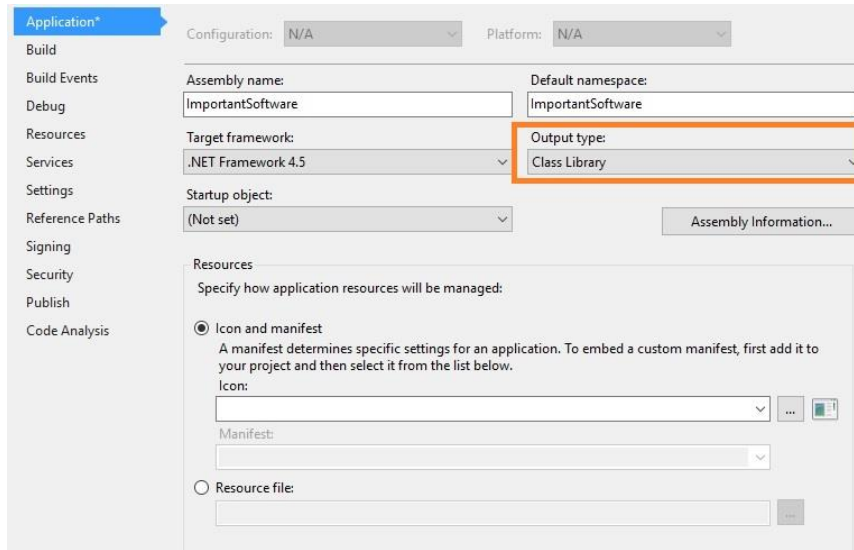 Application*
Build
Build Events
Debug
Resources
Services
Settings
Reference Paths
Signing
Security
Publish
Code Analysis
Configuration: N/A Platform: N/A
Assembly name: Default namespace:
ImportantSoftware ImportantSoftware
Target framework: Output type:
.NET Framework 4.5 Class Library
Startup object:
(Not set) Assembly Information...
Resources
Specify how application resources will be managed:
Icon and manifest
A manifest determines specific settings for an application. To embed a custom manifest, first add it to
your project and then select it from the list below.
Icon:
...
Manifest:
Resource file:
...